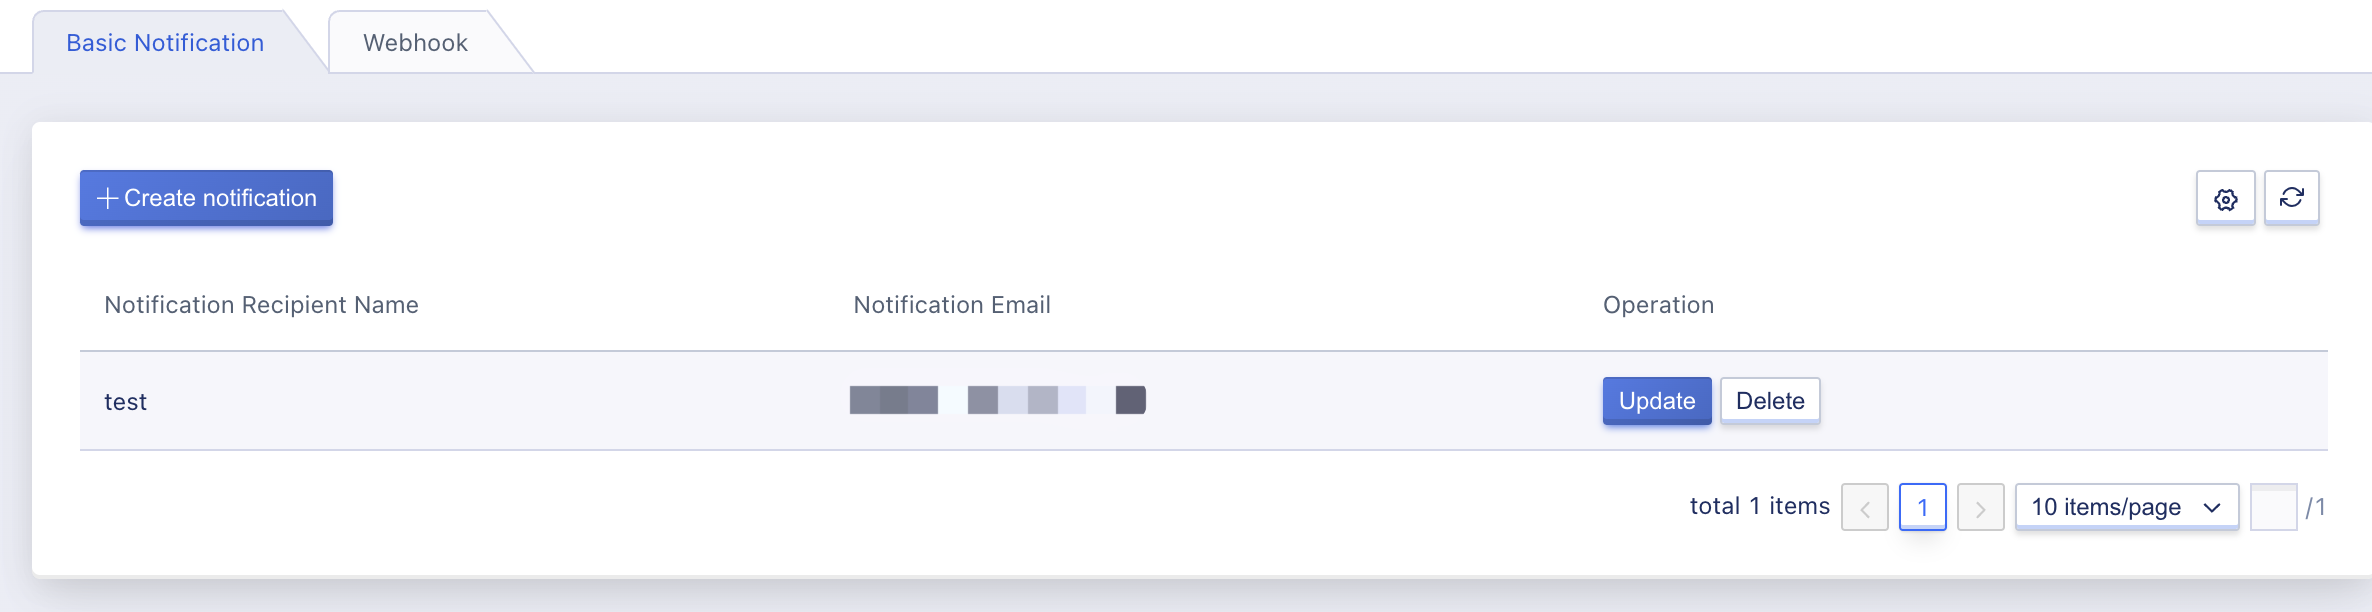 Basic Notification
Webhook
Create notification
Notification Recipient Name
Notification Email
Operation
test
Update
Delete
total 1 items
1
10 items/page
/1